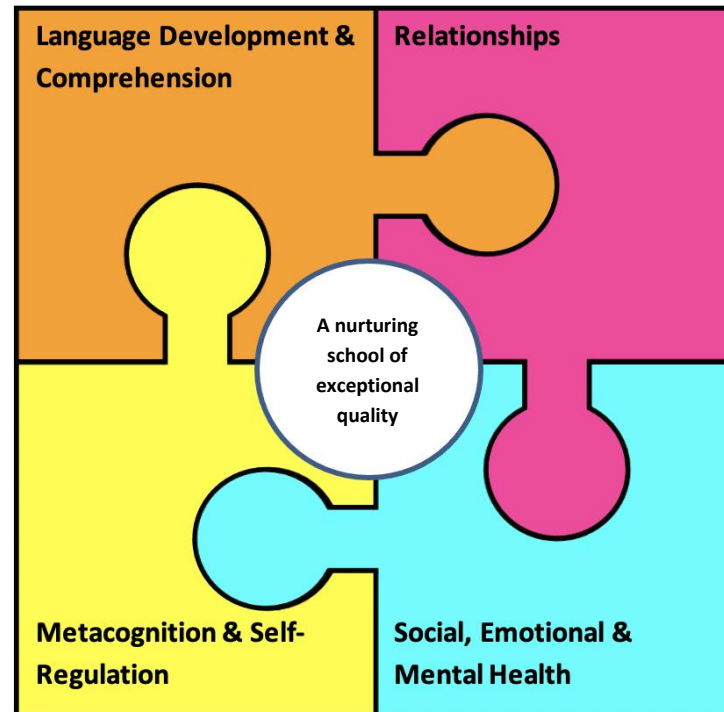 Language Development &
Comprehension
Relationships
A nurturing
school of
exceptional
quality
Metacognition & Self-
Regulation
Social, Emotional &
Mental Health